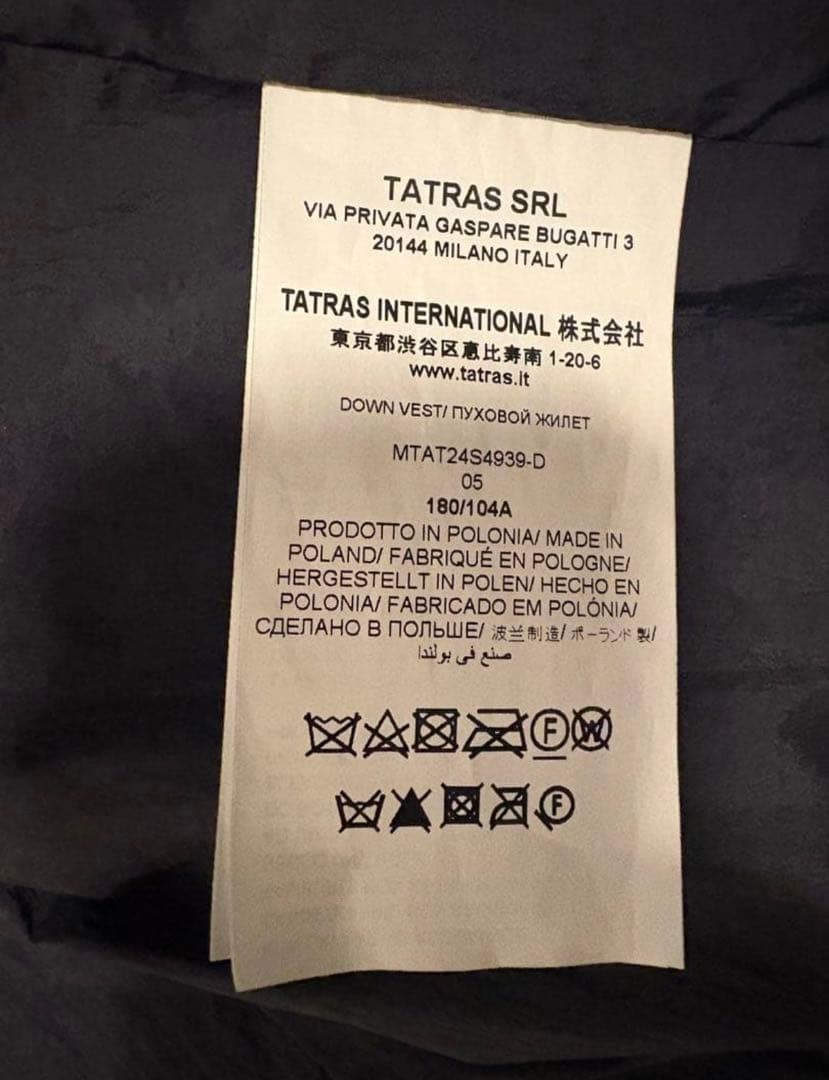 TATRAS SRL
VIA PRIVATA GASPARE BUGATTI 3
20144 MILANO ITALY
TATRAS INTERNATIONAL 株式会社
東京都渋谷区恵比寿南 1-20-6
www.tatras.it
DOWN VEST/ ПУХОВОЙ ЖИЛЕТ
MTAT24S4939-D
05
180/104A
PRODOTTO IN POLONIA/ MADE IN
POLAND/ FABRIQUÉ EN POLOGNE/
HERGESTELLT IN POLEN/ HECHO EN
POLONIA/ FABRICADO EM POLÓNIA/
СДЕЛАНО В ПОЛЬШЕ/ 波兰制造/ ポーランド製/
صنع في بولندا
F W
F